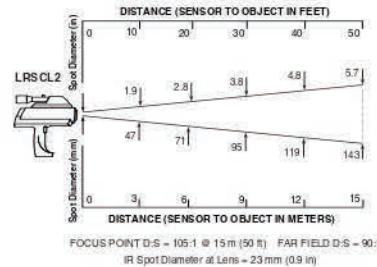 DISTANCE (SENSOR TO OBJECT IN FEET)
0 10 20 30 40 50
Spot Diameter (in)
LRSCL2
1.9 2.8 3.8 4.8 5.7
47 71 95 119 143
Spot Diameter (mm)
0 3 6 9 12 15
DISTANCE (SENSOR TO OBJECT IN METERS)
FOCUS POINT D:S = 105:1 @ 15 m (50 ft) FAR FIELD D:S = 90:
IR Spot Diameter at Lens = 23 mm (0.9 in)